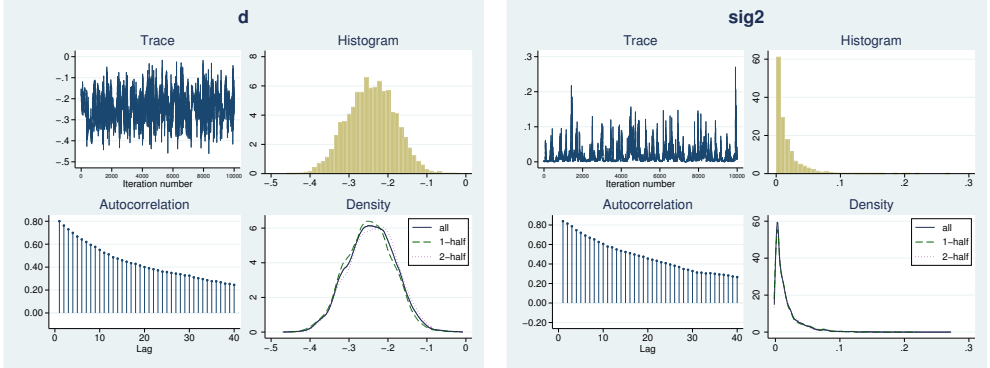 d
Trace
0
−.1
−.2
−.3
−.4
−.5
0 2000 4000 6000 8000 10000
Iteration number
Histogram
8
6
4
2
0
−.5 −.4 −.3 −.2 −.1 0
Autocorrelation
0.80
0.60
0.40
0.20
0.00
0 10 20 30 40
Lag
Density
6
4
2
0
−.5 −.4 −.3 −.2 −.1 0
all
1−half
2−half
sig2
Trace
.3
.2
.1
0
0 2000 4000 6000 8000 10000
Iteration number
Histogram
60
40
20
0
0 .1 .2 .3
Autocorrelation
0.80
0.60
0.40
0.20
0.00
−0.20
0 10 20 30 40
Lag
Density
60
40
20
0
0 .1 .2 .3
all
1−half
2−half